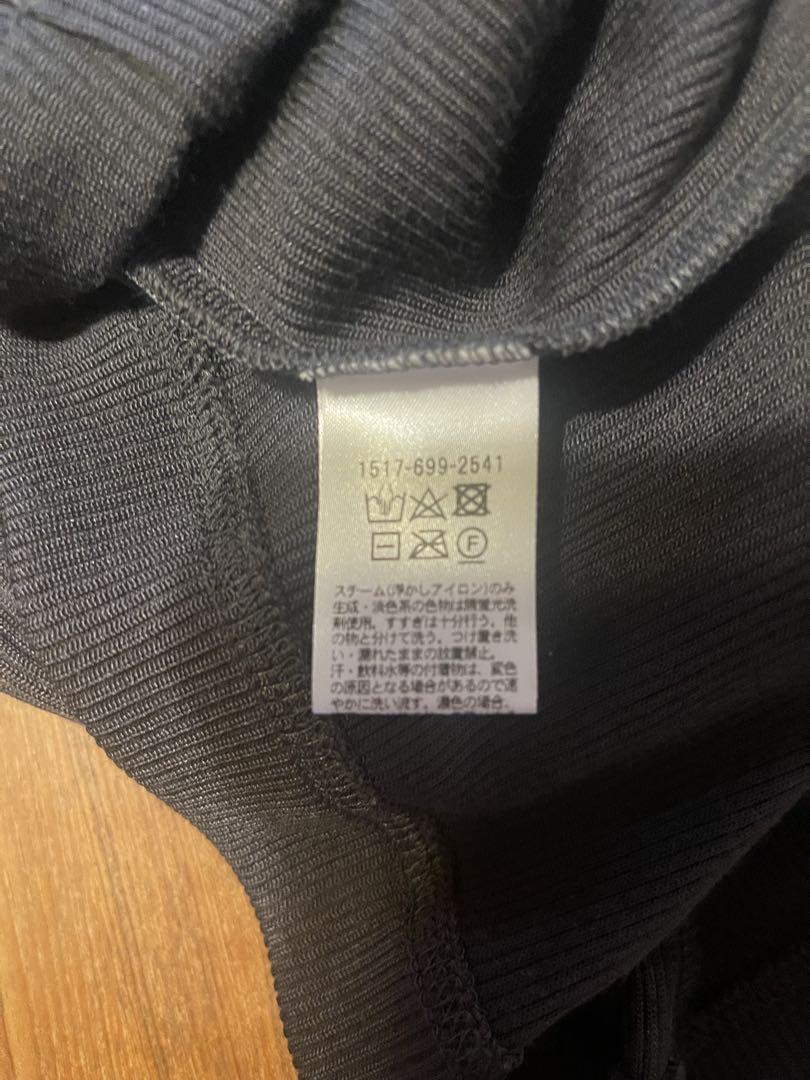 1517-699-2541
F
スチーム(浮かしアイロン)のみ
生成・淡色系の色物は無蛍光洗
剤使用。すすぎは十分行う。他
の物と分けて洗う。つけ置き洗
い・濡れたままの放置禁止。
汗・飲料水等の付着物は、変色
の原因となる場合があるので速
やかに洗い流す。濃色の場合、